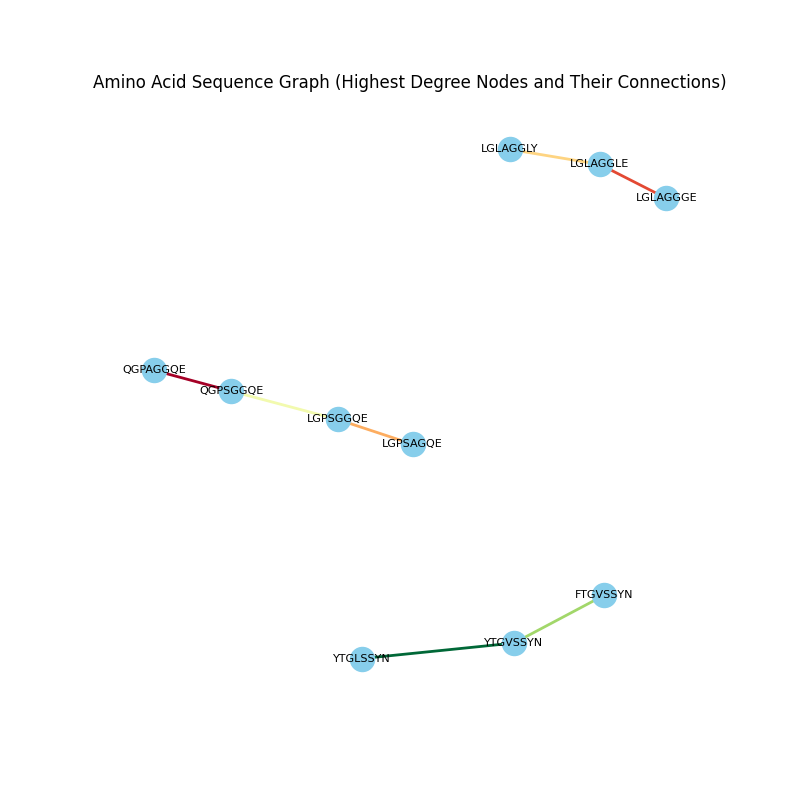 Amino Acid Sequence Graph (Highest Degree Nodes and Their Connections)
LGLAGGLY
LGLAGGLE
LGLAGGGE
QGPAGGQE
QGPSGGQE
LGPSGGQE
LGPSAGQE
FTGVSSYN
YTGVSSYN
YTGLSSYN